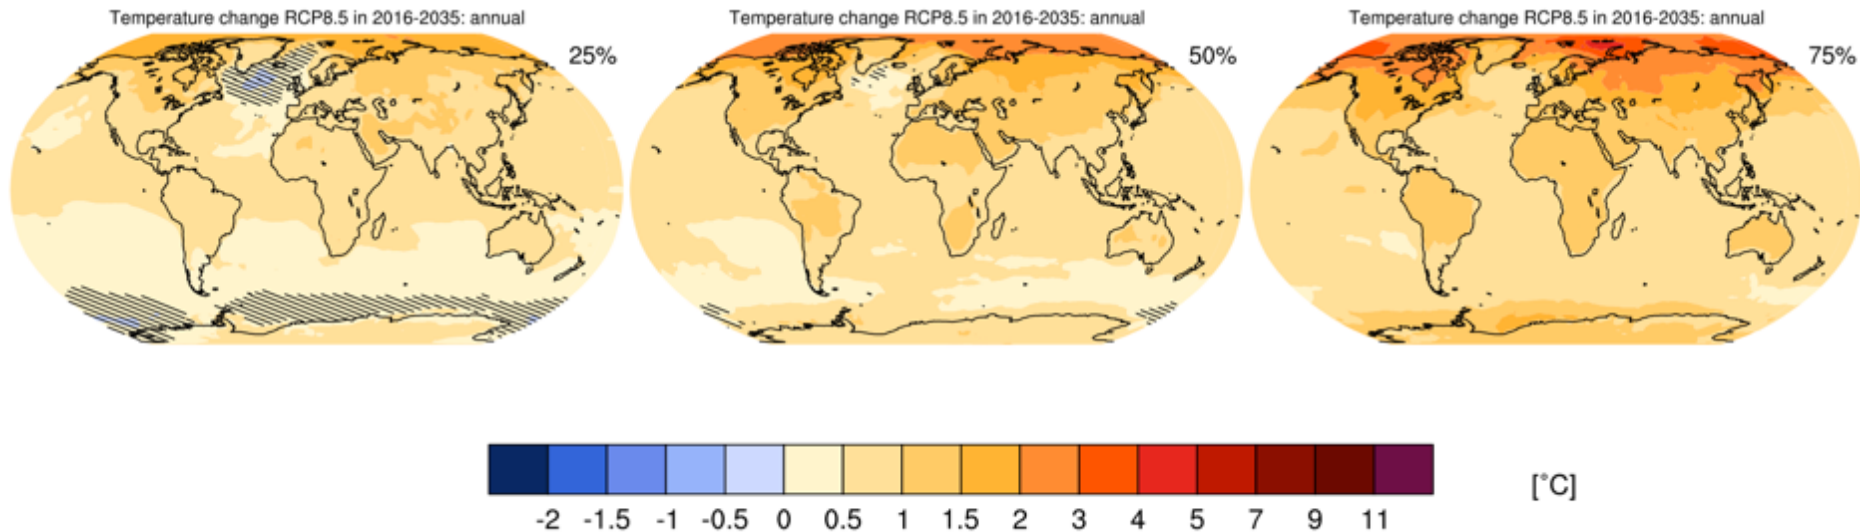 Temperature change RCP8.5 in 2016-2035: annual
25%
Temperature change RCP8.5 in 2016-2035: annual
50%
Temperature change RCP8.5 in 2016-2035: annual
75%
-2 -1.5 -1 -0.5 0 0.5 1 1.5 2 3 4 5 7 9 11
[°C]